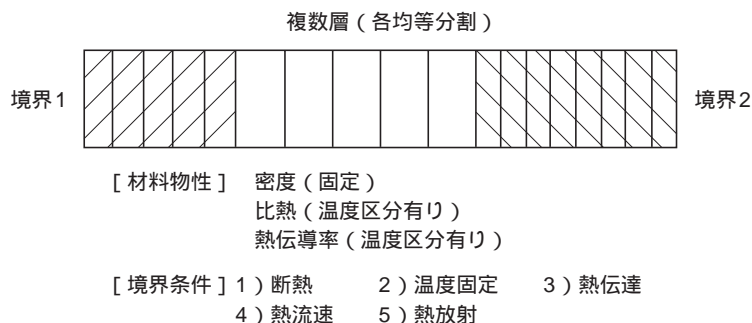 複数層（各均等分割）
境界1
境界2
［材料物性］ 密度（固定）
比熱（温度区分有り）
熱伝導率（温度区分有り）
［境界条件］1）断熱 2）温度固定 3）熱伝達
4）熱流速 5）熱放射